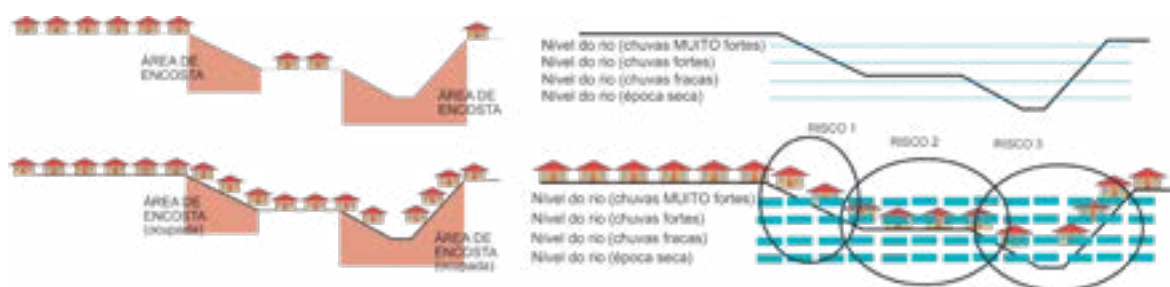 ÁREA DE
ENCOSTA
ÁREA DE
ENCOSTA
Nível do rio (chuvas MUITO fortes)
Nível do rio (chuvas fortes)
Nível do rio (chuvas fracas)
Nível do rio (época seca)
ÁREA DE
ENCOSTA
(ocupada)
ÁREA DE
ENCOSTA
(ocupada)
RISCO 1
RISCO 2
RISCO 3
Nível do rio (chuvas MUITO fortes)
Nível do rio (chuvas fortes)
Nível do rio (chuvas fracas)
Nível do rio (época seca)